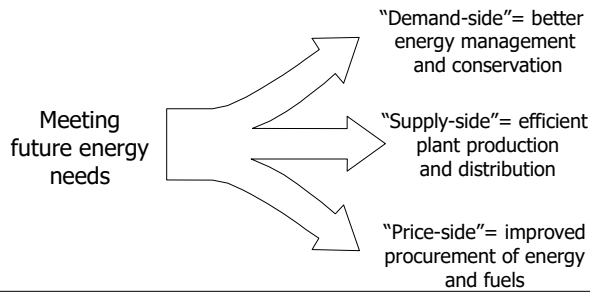 Meeting
future energy
needs
“Demand-side”= better
energy management
and conservation
“Supply-side”= efficient
plant production
and distribution
“Price-side”= improved
procurement of energy
and fuels